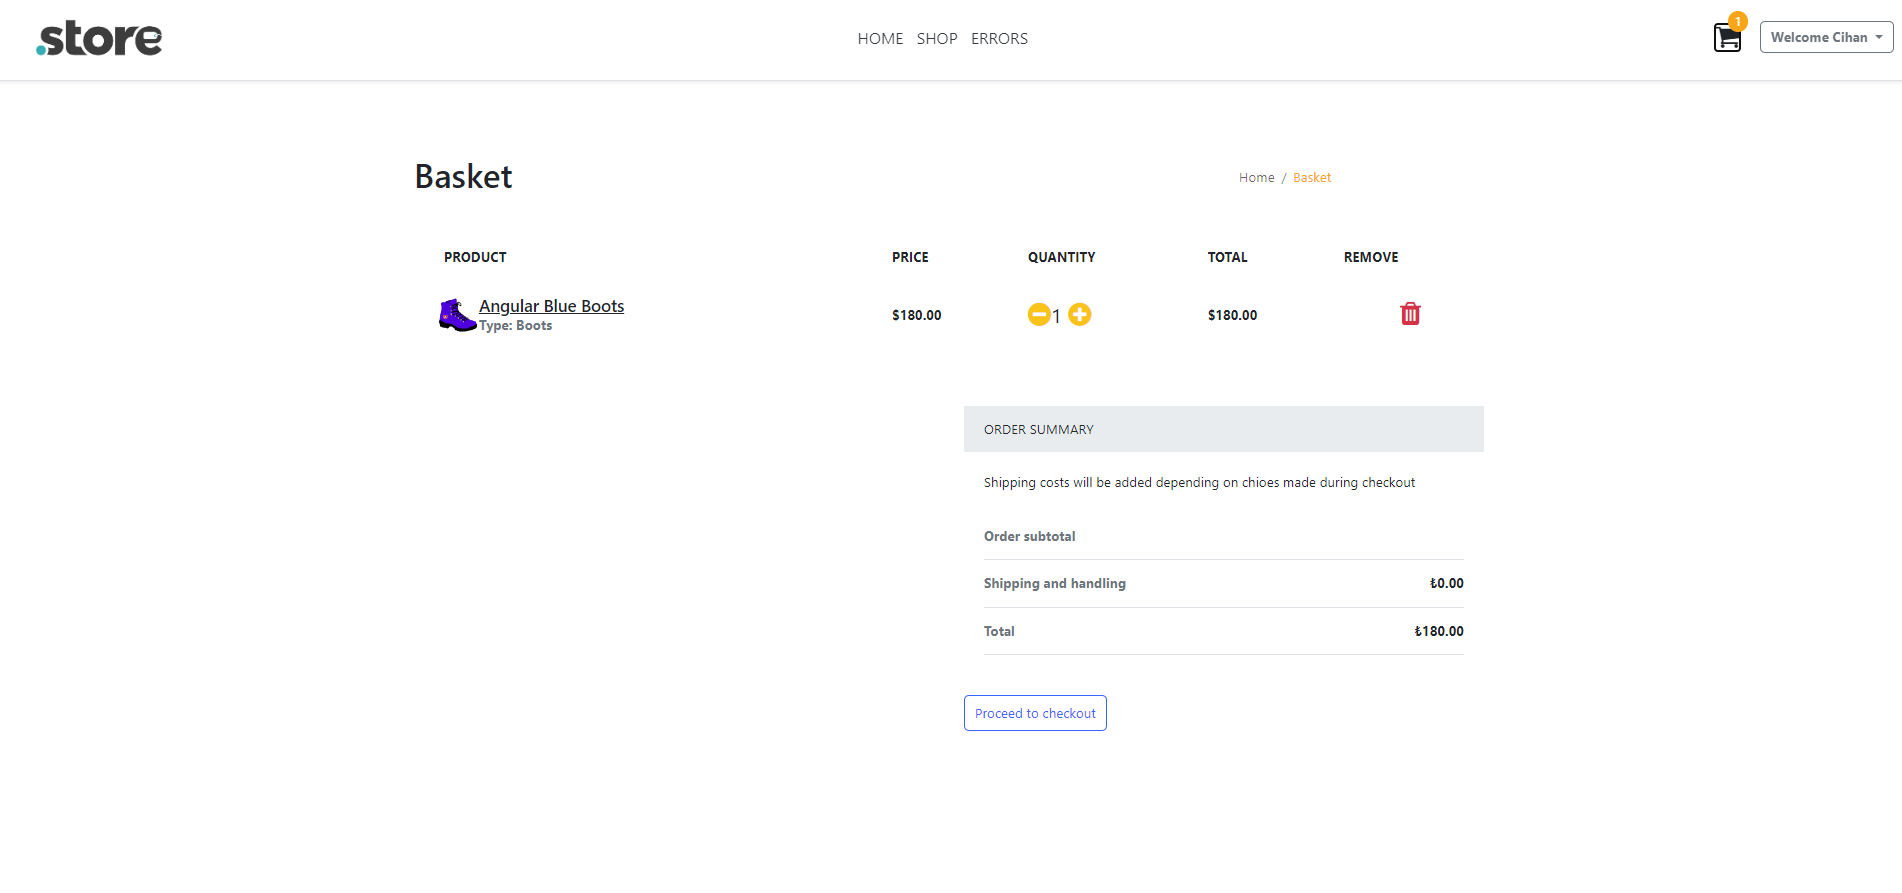 .store
HOME SHOP ERRORS
1
Welcome Cihan
Basket
Home / Basket
PRODUCT PRICE QUANTITY TOTAL REMOVE
Angular Blue Boots
Type: Boots
$180.00 1 $180.00
ORDER SUMMARY
Shipping costs will be added depending on chioes made during checkout
Order subtotal
Shipping and handling ₺0.00
Total ₺180.00
Proceed to checkout